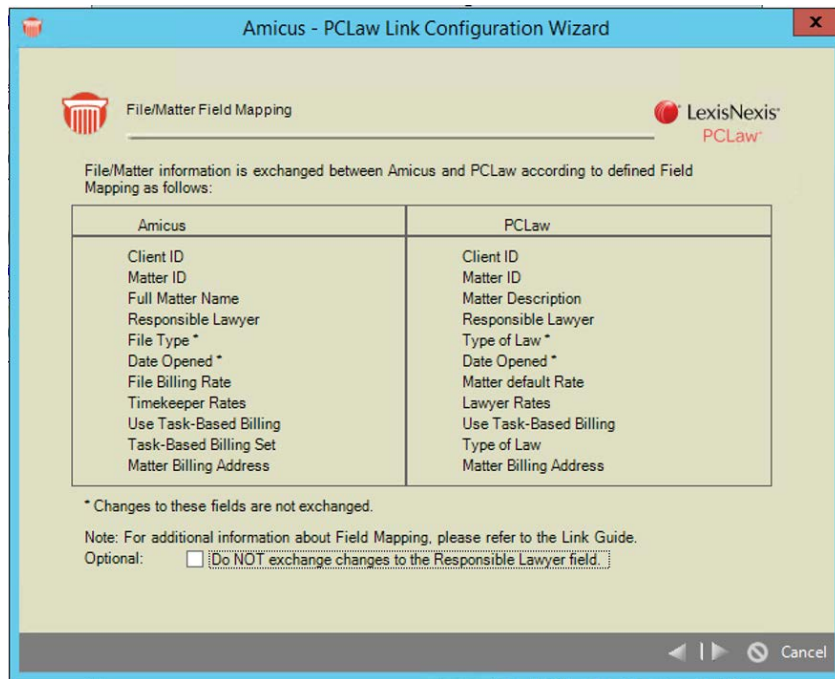 Amicus - PCLaw Link Configuration Wizard
x
File/Matter Field Mapping
LexisNexis
PCLaw
File/Matter information is exchanged between Amicus and PCLaw according to defined Field
Mapping as follows:
Amicus PCLaw
Client ID Client ID
Matter ID Matter ID
Full Matter Name Matter Description
Responsible Lawyer Responsible Lawyer
File Type * Type of Law *
Date Opened * Date Opened *
File Billing Rate Matter default Rate
Timekeeper Rates Lawyer Rates
Use Task-Based Billing Use Task-Based Billing
Task-Based Billing Set Type of Law
Matter Billing Address Matter Billing Address
* Changes to these fields are not exchanged.
Note: For additional information about Field Mapping, please refer to the Link Guide.
Optional: Do NOT exchange changes to the Responsible Lawyer field.
Cancel